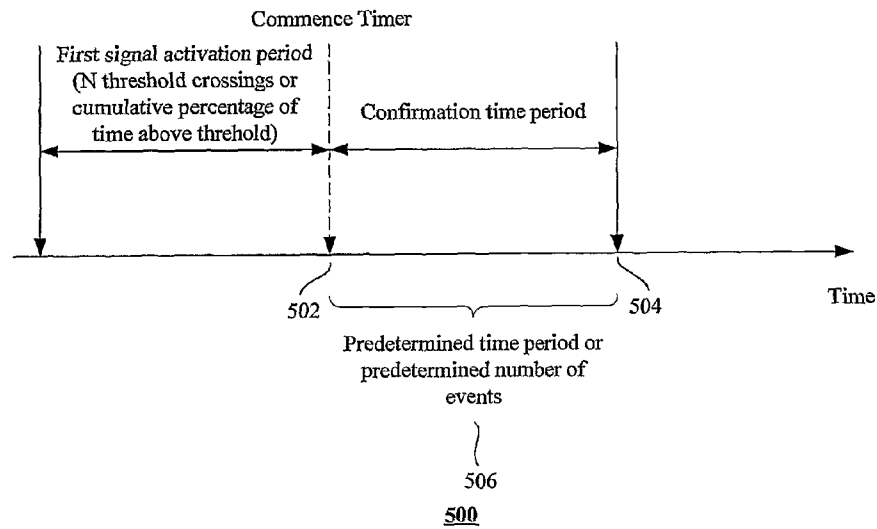 Commence Timer
First signal activation period
(N threshold crossings or
cumulative percentage of
time above threhold)
Confirmation time period
502
504
Time
Predetermined time period or
predetermined number of
events
506
500